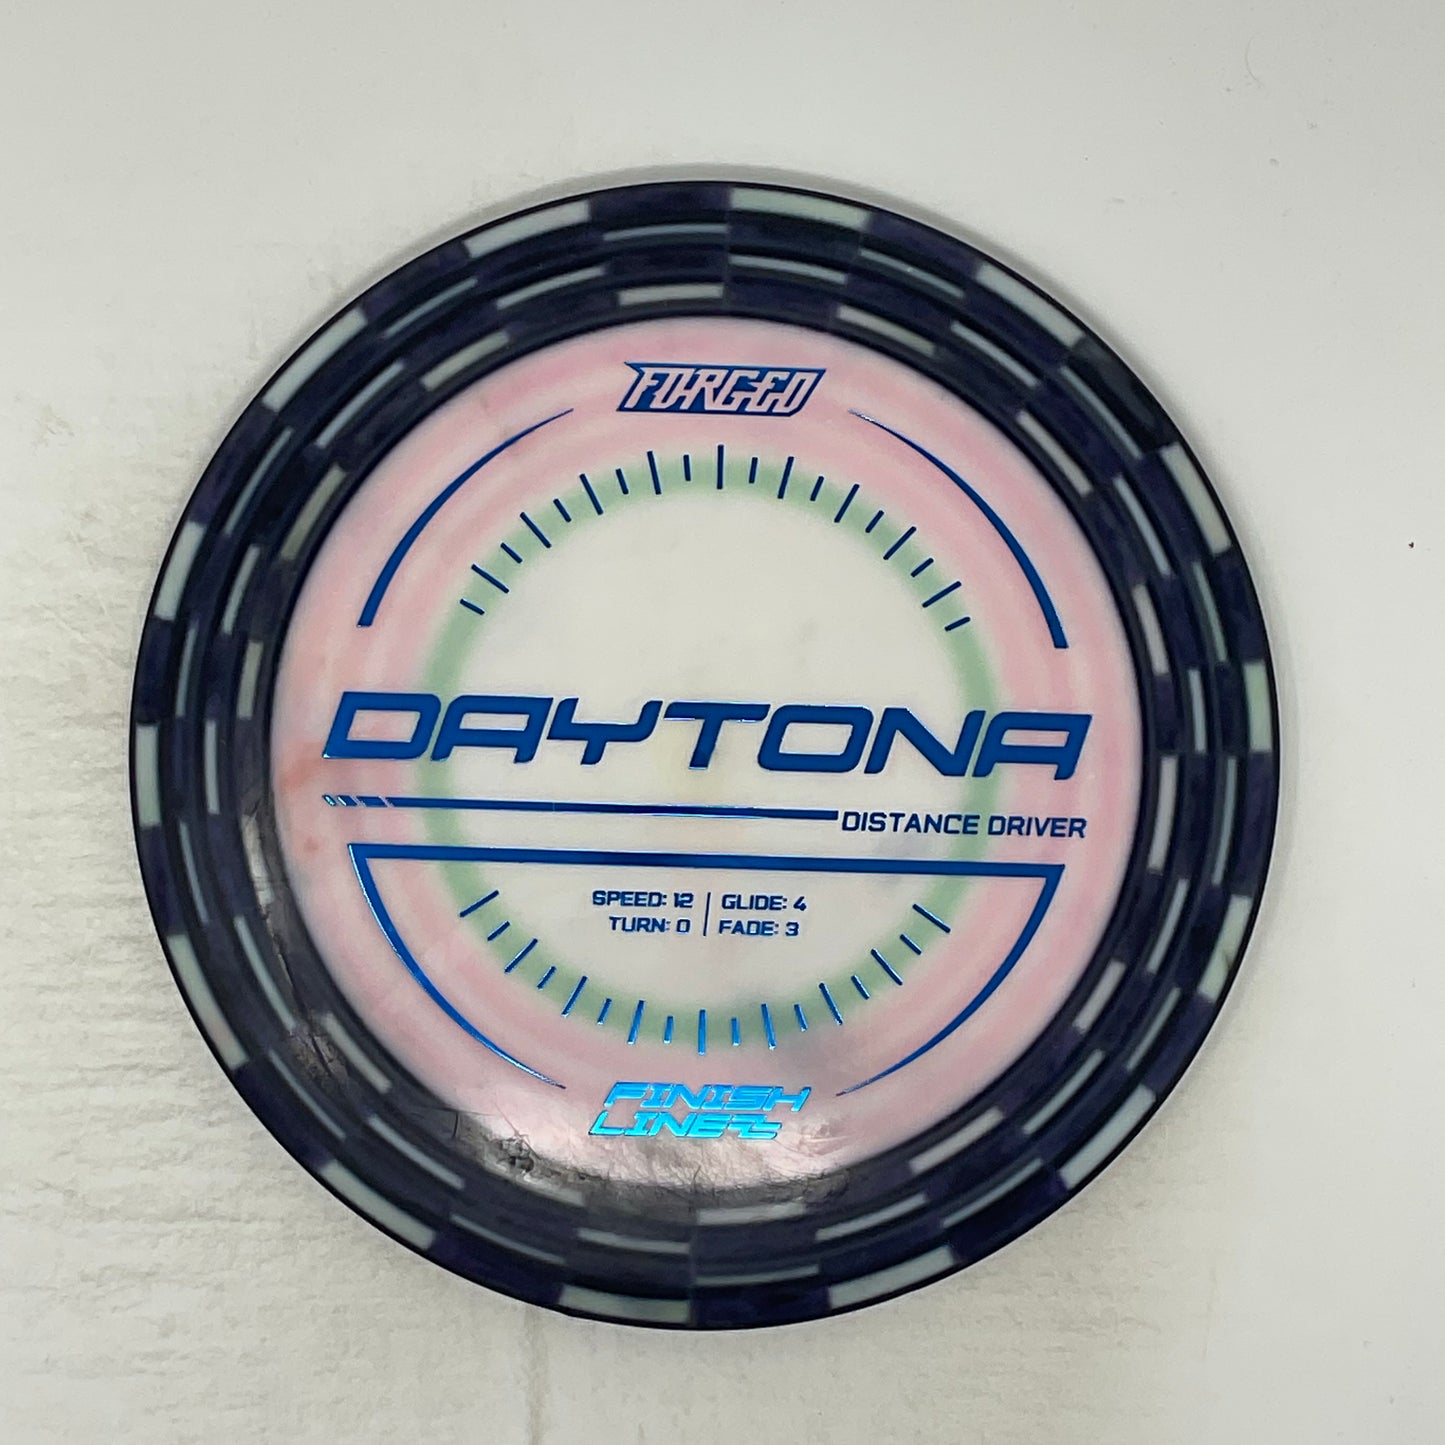 FORGED
DAYTONA
DISTANCE DRIVER
SPEED: 12 | GLIDE: 4
TURN: 0 | FADE: 3
FINISH
LINE